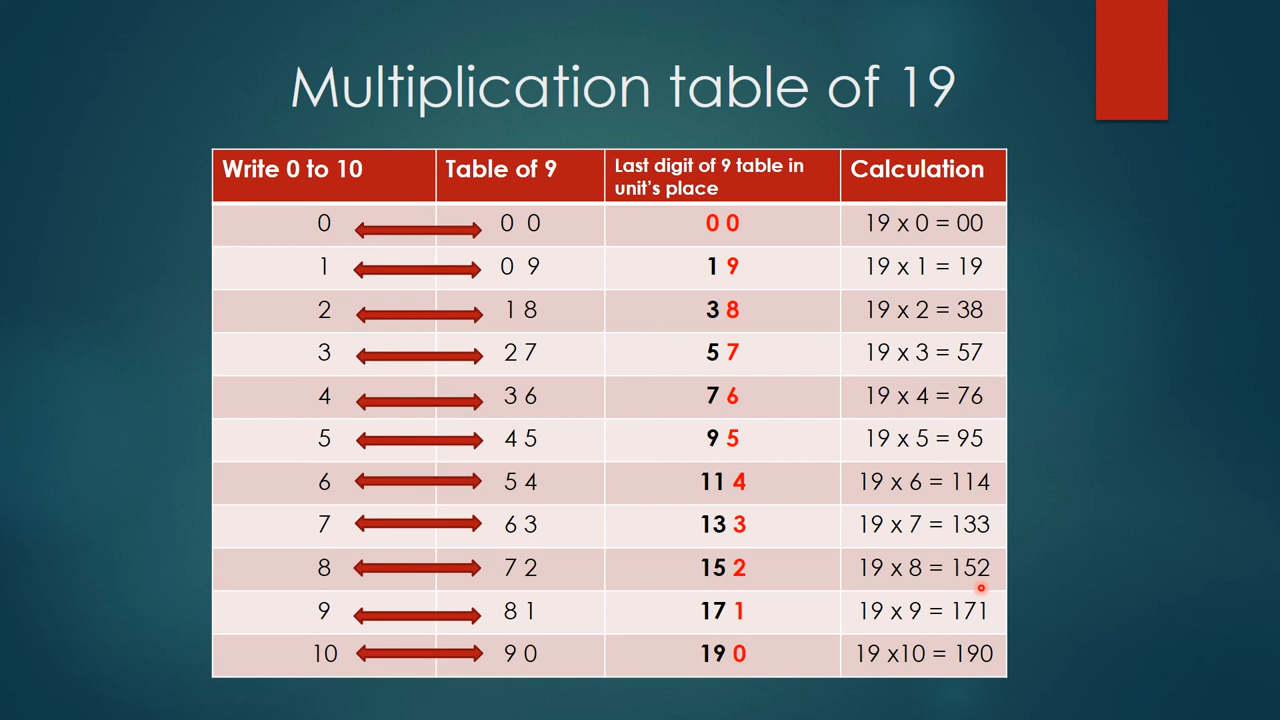 Multiplication table of 19
Write 0 to 10 Table of 9 Last digit of 9 table in unit's place Calculation
0 0 0 0 0 19 x 0 = 00
1 0 9 1 9 19 x 1 = 19
2 1 8 3 8 19 x 2 = 38
3 2 7 5 7 19 x 3 = 57
4 3 6 7 6 19 x 4 = 76
5 4 5 9 5 19 x 5 = 95
6 5 4 11 4 19 x 6 = 114
7 6 3 13 3 19 x 7 = 133
8 7 2 15 2 19 x 8 = 152
9 8 1 17 1 19 x 9 = 171
10 9 0 19 0 19 x10 = 190